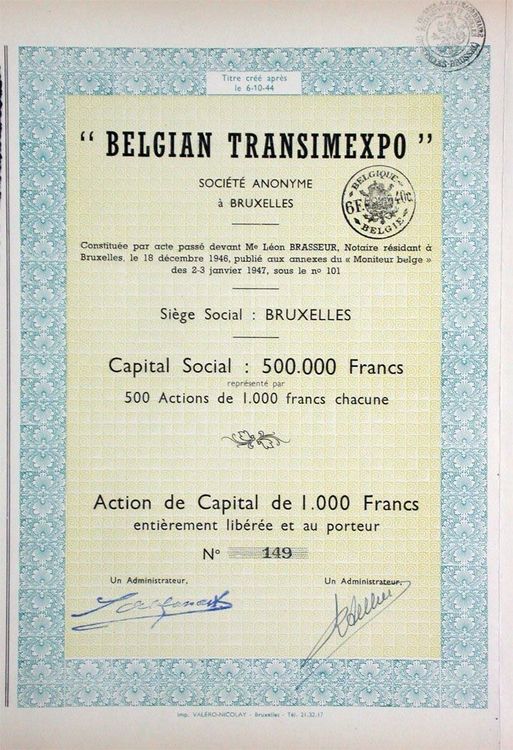 Titre créé après
le 6-10-44
“ BELGIAN TRANSIMEXPO ”
SOCIÉTÉ ANONYME
à BRUXELLES
BELGIQUE
6F. 40c
BELGIE
Constituée par acte passé devant Me Léon BRASSEUR, Notaire résidant à
Bruxelles, le 18 décembre 1946, publié aux annexes du « Moniteur belge »
des 2-3 janvier 1947, sous le no 101
Siège Social : BRUXELLES
Capital Social : 500.000 Francs
représenté par
500 Actions de 1.000 francs chacune
Action de Capital de 1.000 Francs
entièrement libérée et au porteur
No 149
Un Administrateur, Un Administrateur,
Imp. VALERO-NICOLAY - Bruxelles - Tél. 21.32.17